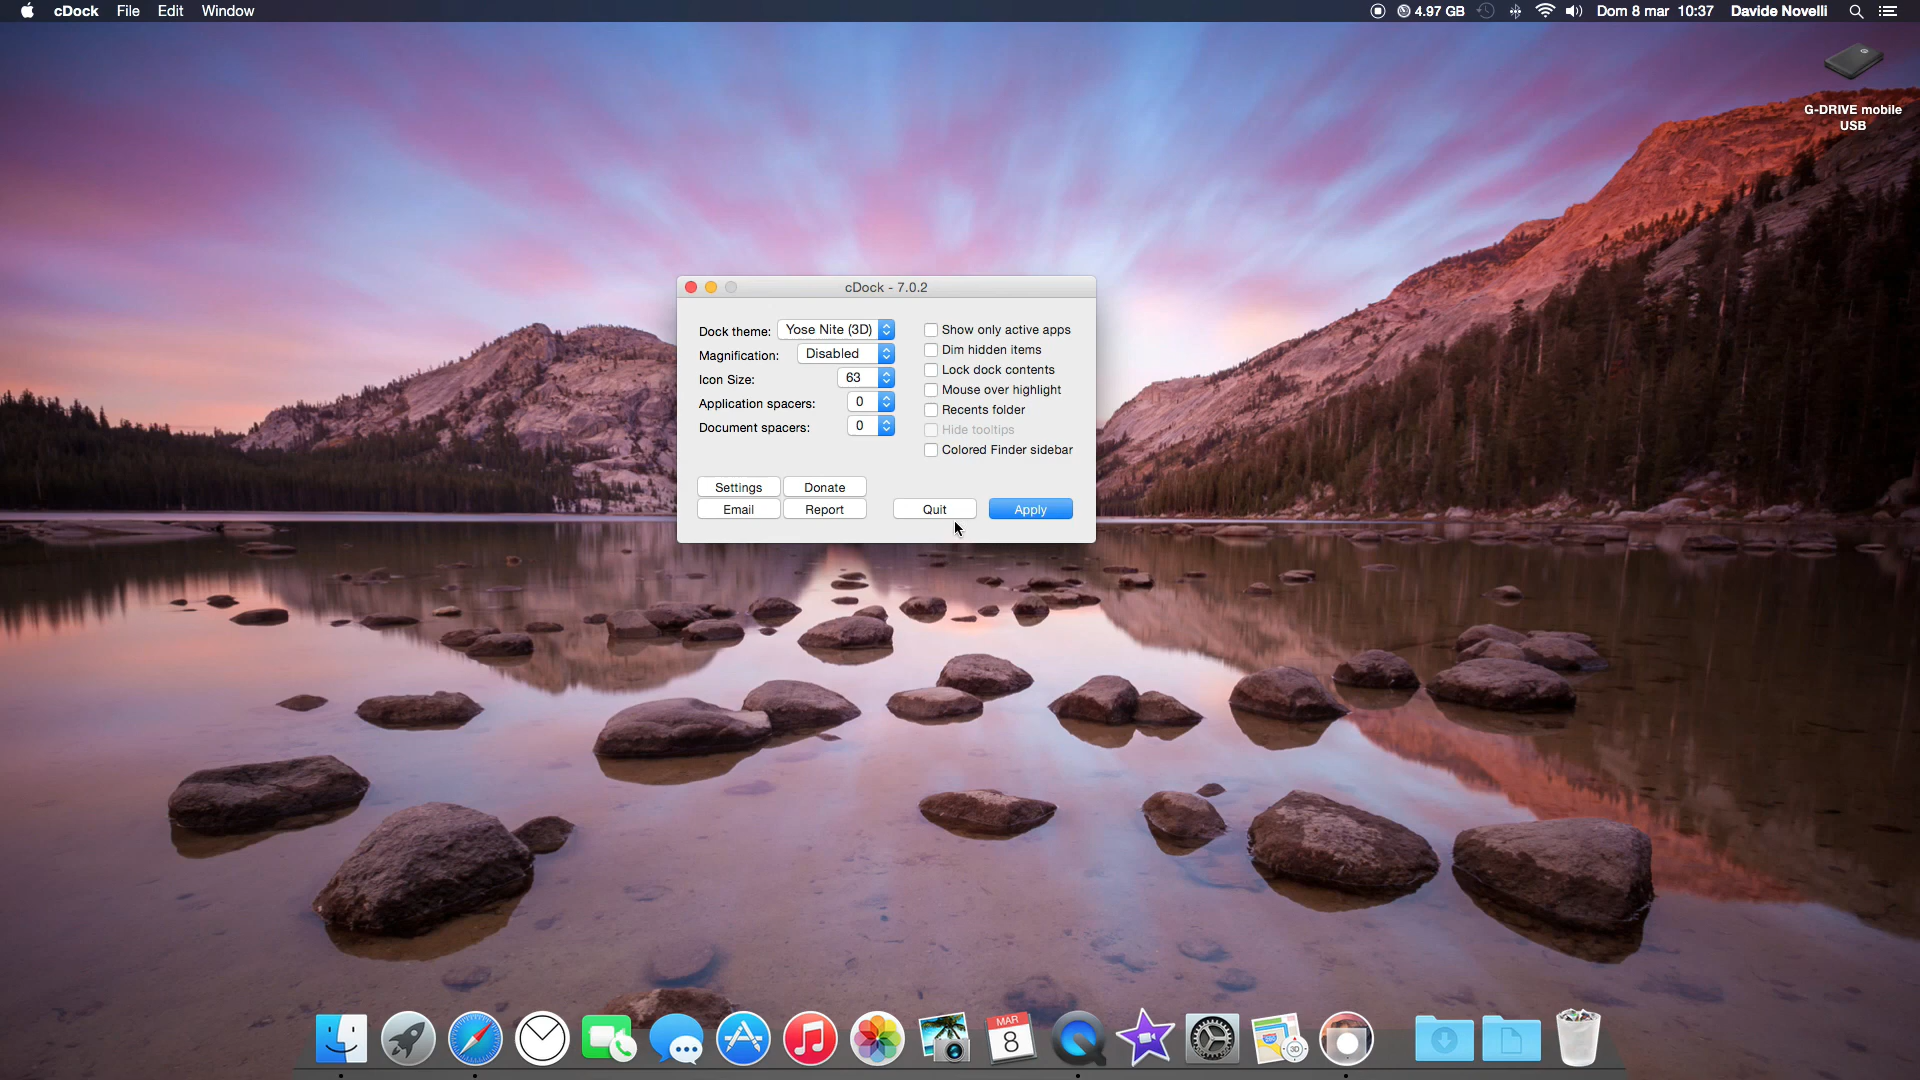 cDock File Edit Window
4.97 GB Dom 8 mar 10:37 Davide Novelli
G-DRIVE mobile
USB
cDock - 7.0.2
Dock theme: Yose Nite (3D)
Magnification: Disabled
Icon Size: 63
Application spacers: 0
Document spacers: 0
Show only active apps
Dim hidden items
Lock dock contents
Mouse over highlight
Recents folder
Hide tooltips
Colored Finder sidebar
Settings Donate
Email Report Quit Apply
MAR
8
280
3D